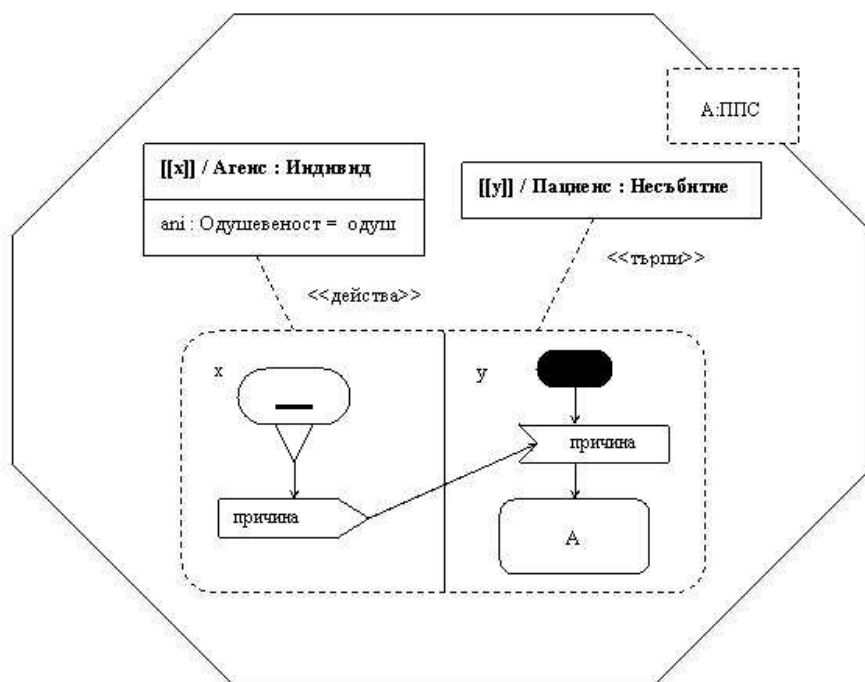 А:ППС
[[x]] / Агенс : Индивид
ani : Одушевеност = одуш
[[y]] / Пациенс : Несъбитие
<<действа>>
<<търпи>>
x
y
причина
причина
А